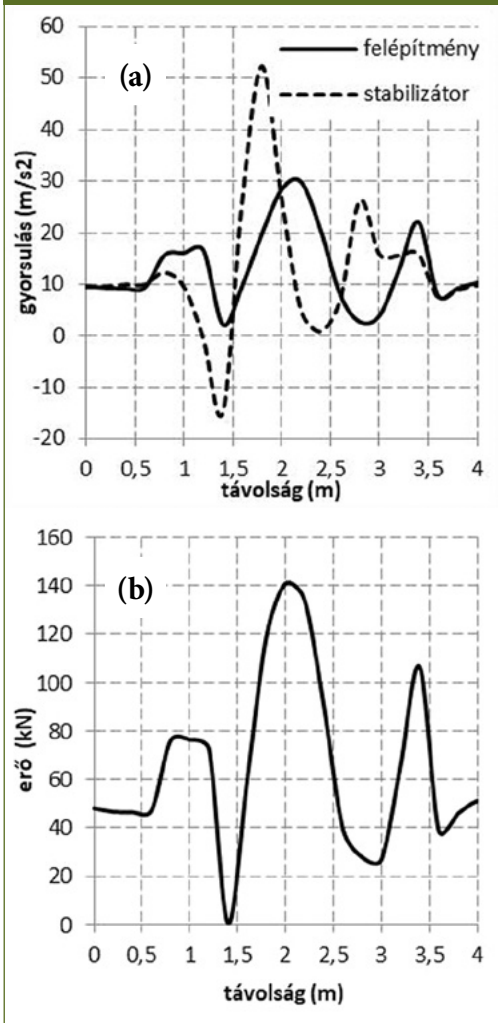 60
50
40
30
20
10
0
-10
-20
gyorsulás (m/s2)
(a)
felépítmény
stabilizátor
0 0,5 1 1,5 2 2,5 3 3,5 4
távolság (m)
160
140
120
100
80
60
40
20
0
erő (kN)
(b)
0 0,5 1 1,5 2 2,5 3 3,5 4
távolság (m)